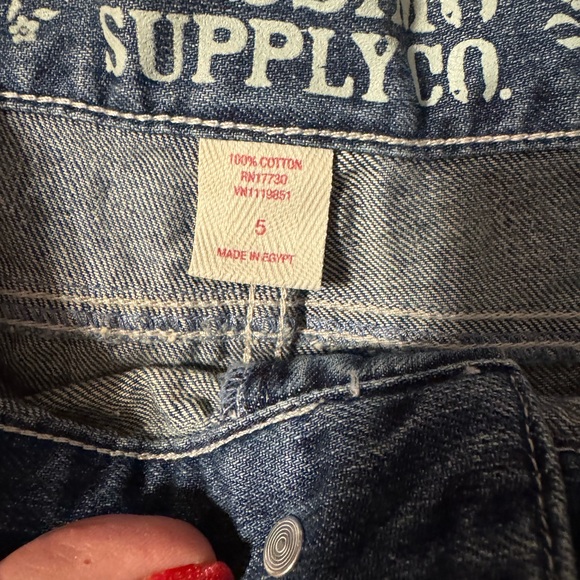 SUPPLY CO.
100% COTTON
RN17730
VN1119851
5
MADE IN EGYPT